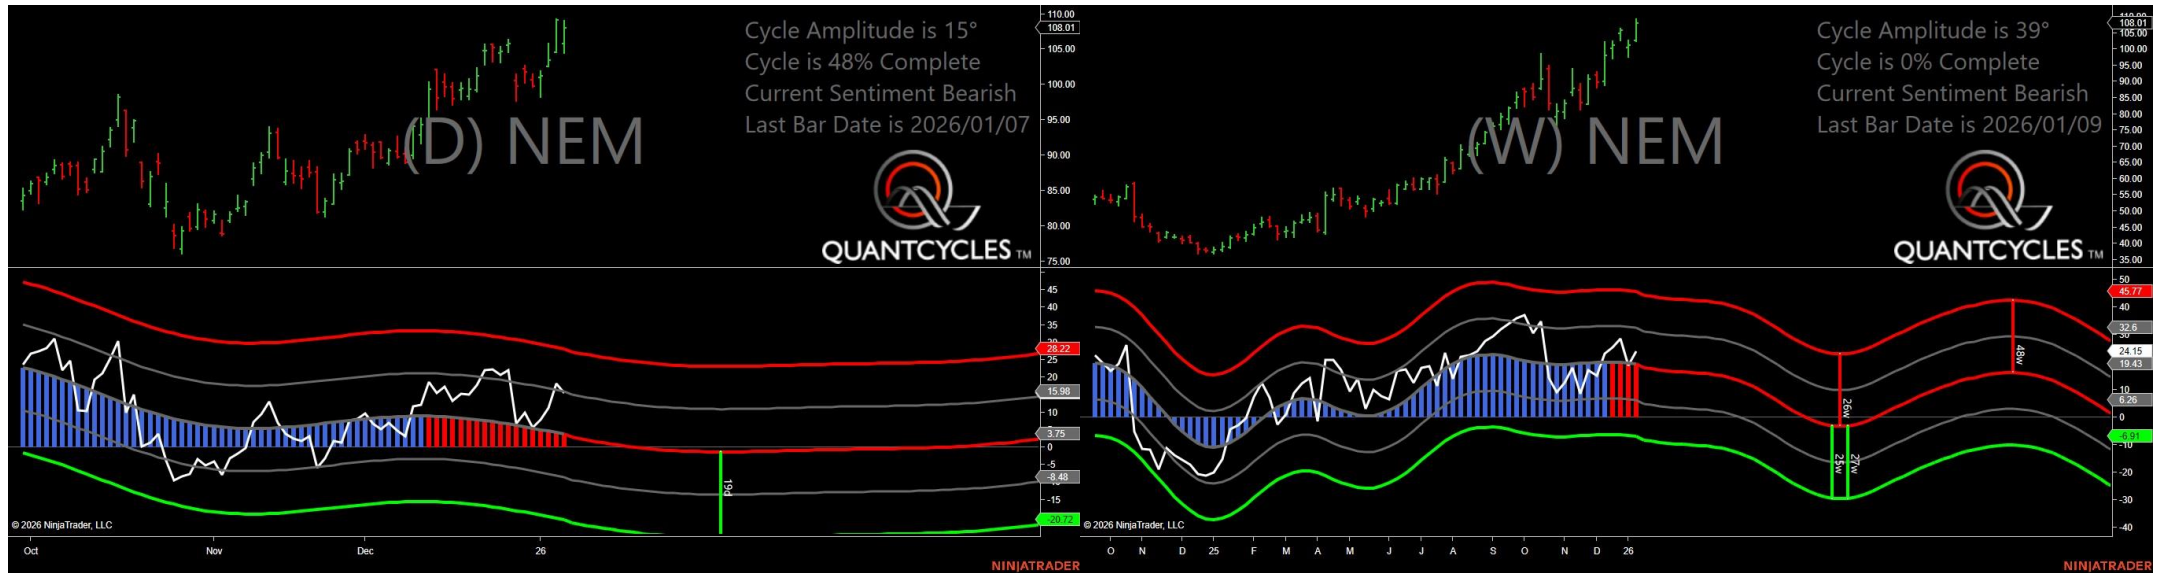 Cycle Amplitude is 15°
Cycle is 48% Complete
Current Sentiment Bearish
Last Bar Date is 2026/01/07
(D) NEM
QUANTCYCLES TM
110.00
108.01
105.00
100.00
95.00
90.00
85.00
80.00
75.00
45
40
35
28.22
25
20
15.98
10
3.75
0
-5
-8.48
-15
-20.72
19d
© 2026 NinjaTrader, LLC
Oct Nov Dec 26
NINJATRADER
Cycle Amplitude is 39°
Cycle is 0% Complete
Current Sentiment Bearish
Last Bar Date is 2026/01/09
(W) NEM
QUANTCYCLES TM
108.01
105.00
100.00
95.00
90.00
85.00
80.00
75.00
70.00
65.00
60.00
55.00
50.00
45.00
40.00
35.00
50
45.77
40
32.6
24.15
19.43
10
6.26
0
-6.91
-10
-20
-30
-40
26w
25w
27w
48w
© 2026 NinjaTrader, LLC
O N D 25 F M A M J J A S O N D 26
NINJATRADER